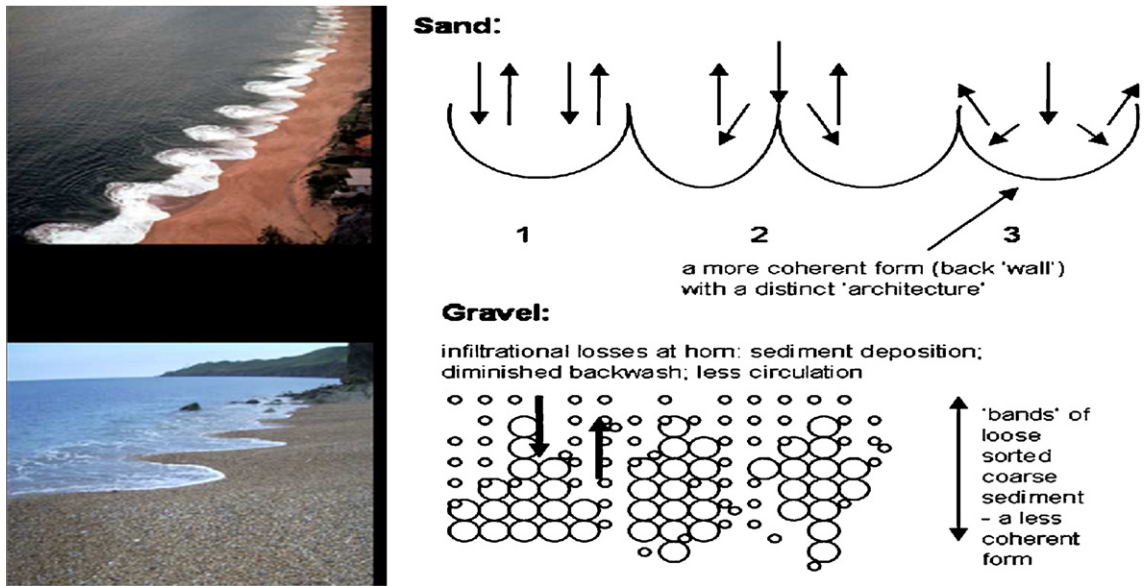 Sand:
1
2
3
a more coherent form (back 'wall')
with a distinct 'architecture'
Gravel:
infiltrational losses at horn: sediment deposition;
diminished backwash; less circulation
'bands' of
loose
sorted
coarse
sediment
- a less
coherent
form